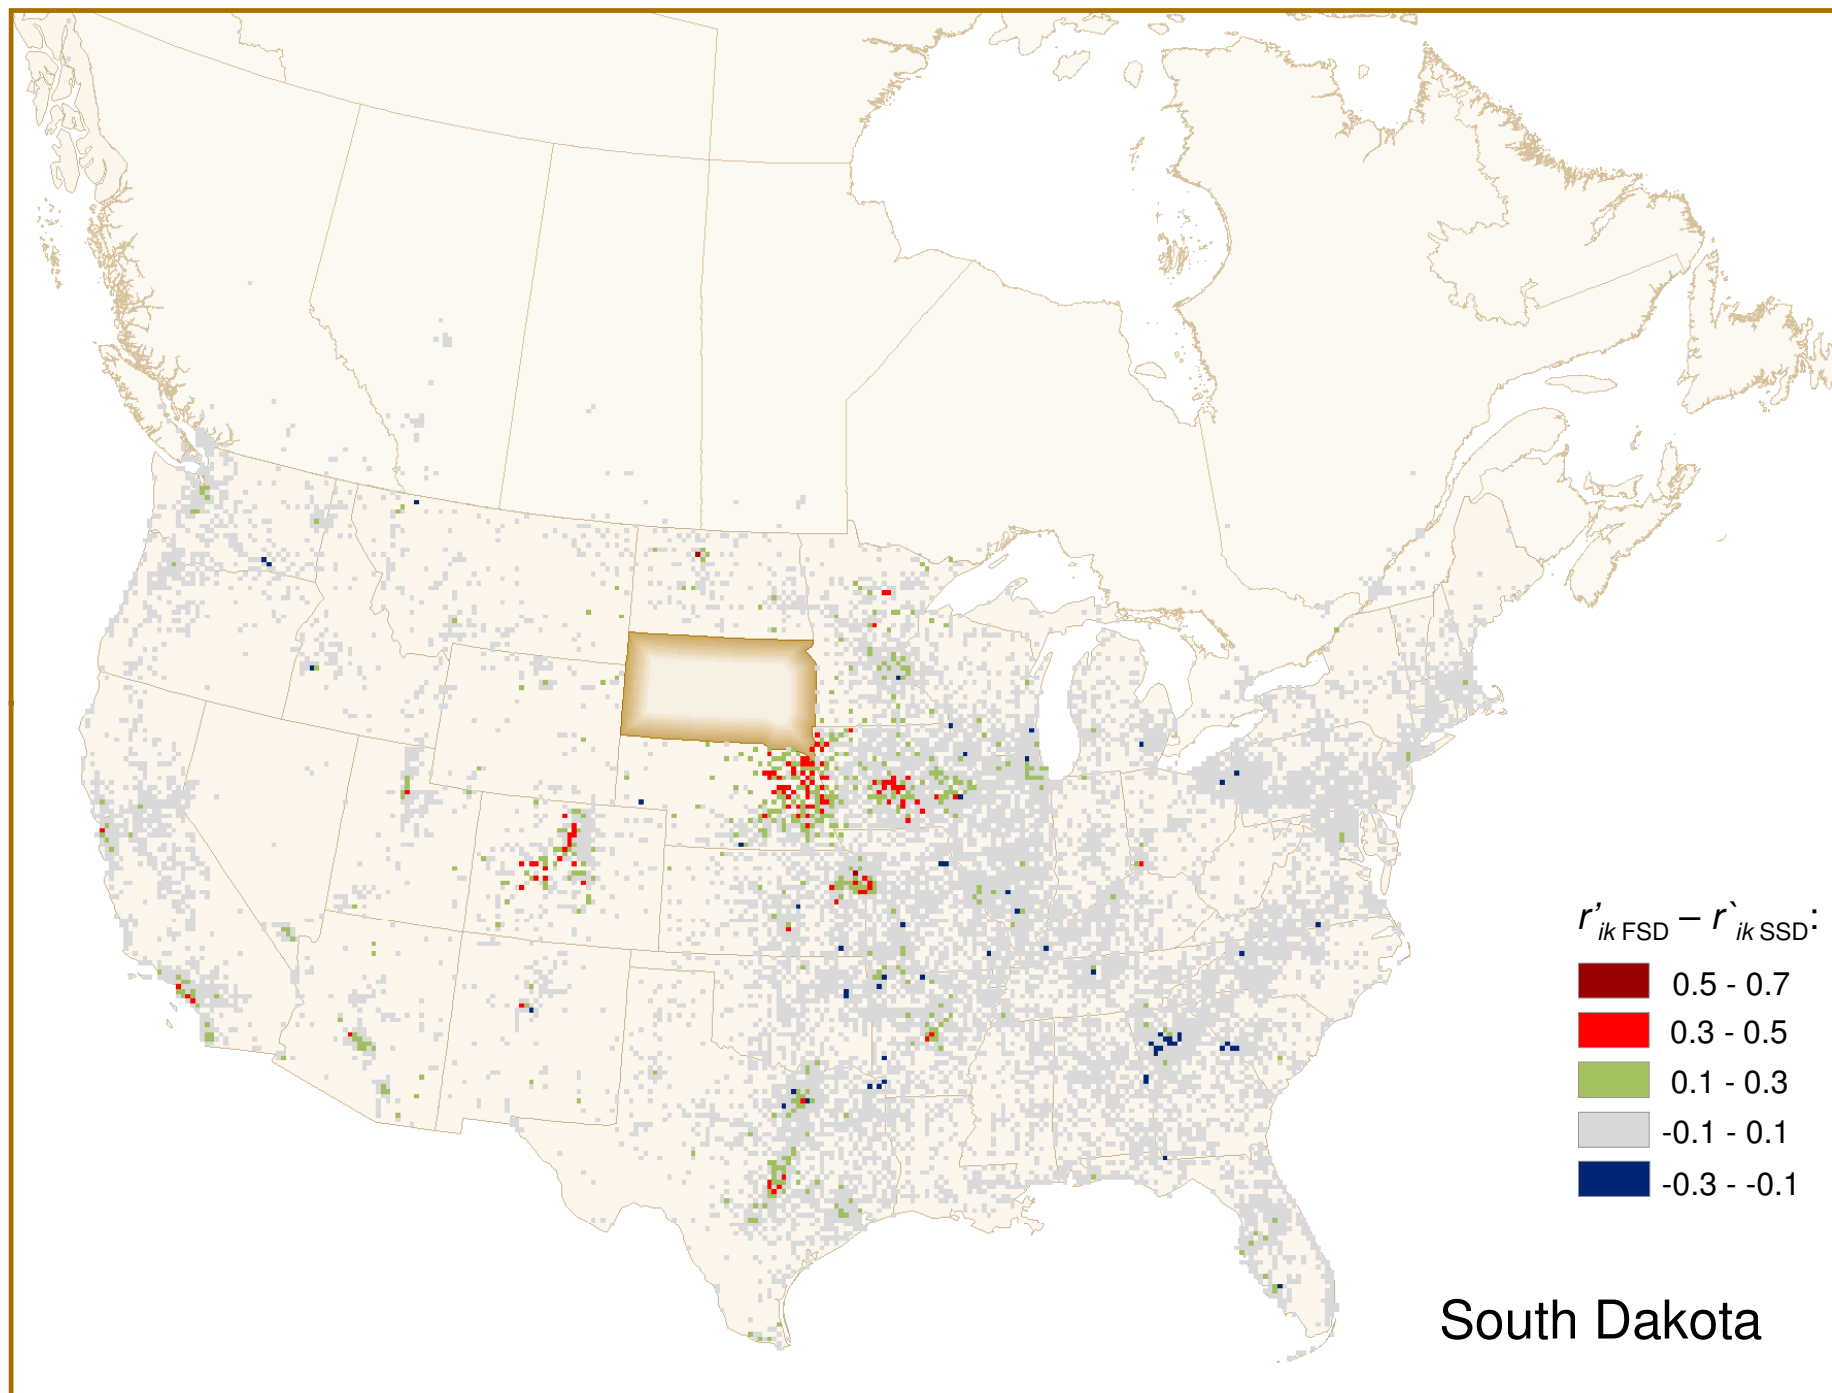 r’ik FSD – r`ik SSD:
0.5 - 0.7
0.3 - 0.5
0.1 - 0.3
-0.1 - 0.1
-0.3 - -0.1
South Dakota